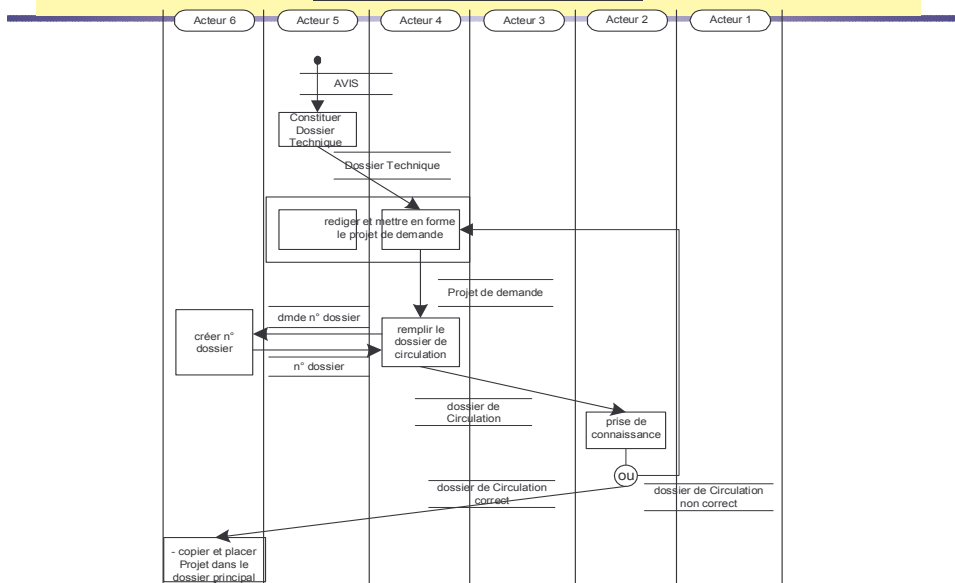 Acteur 6
Acteur 5
Acteur 4
Acteur 3
Acteur 2
Acteur 1
AVIS
Constituer
Dossier
Technique
Dossier Technique
rediger et mettre en forme
le projet de demande
Projet de demande
dmde n° dossier
créer n°
dossier
remplir le
dossier de
circulation
n° dossier
dossier de
Circulation
prise de
connaissance
ou
dossier de Circulation
correct
dossier de Circulation
non correct
- copier et placer
Projet dans le
dossier principal